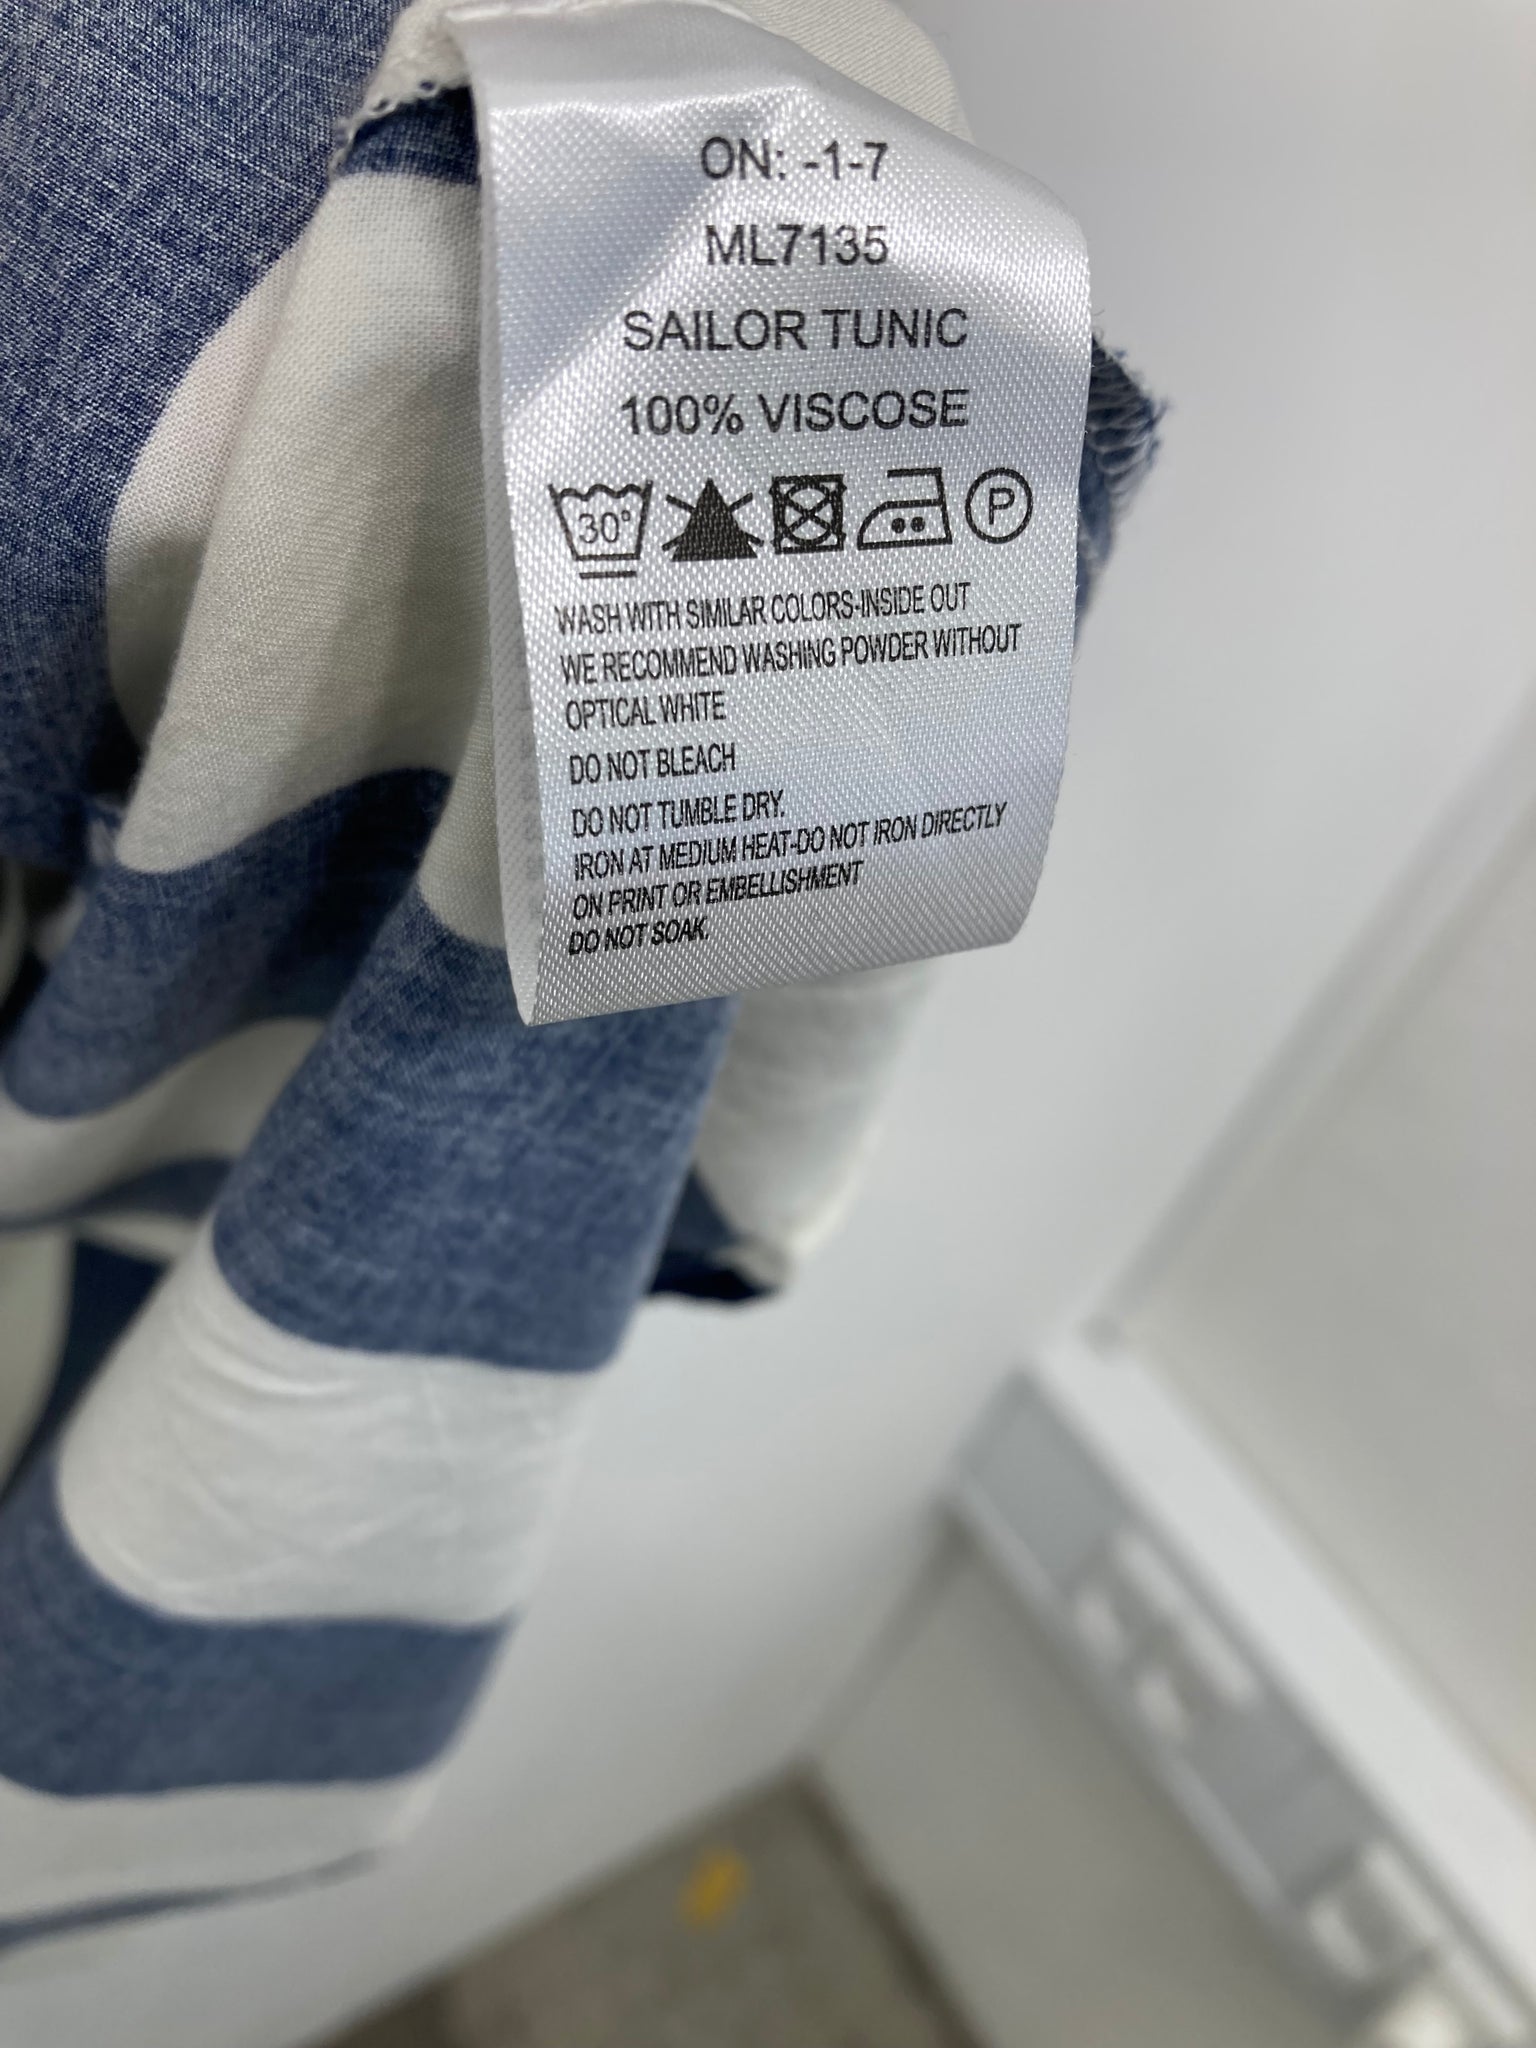 ON: -1-7
ML7135
SAILOR TUNIC
100% VISCOSE
30° P
WASH WITH SIMILAR COLORS-INSIDE OUT
WE RECOMMEND WASHING POWDER WITHOUT
OPTICAL WHITE
DO NOT BLEACH
DO NOT TUMBLE DRY.
IRON AT MEDIUM HEAT-DO NOT IRON DIRECTLY
ON PRINT OR EMBELLISHMENT
DO NOT SOAK.